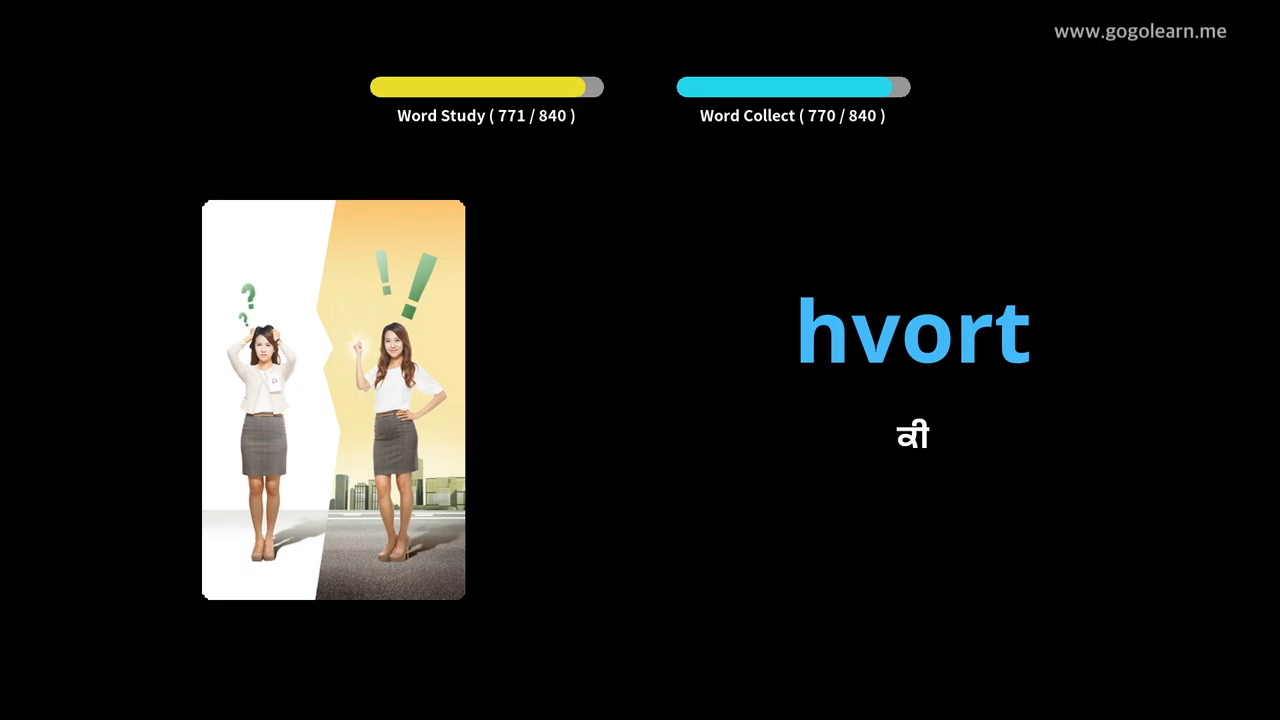 www.gogolearn.me
Word Study ( 771 / 840 )
Word Collect ( 770 / 840 )
? !
? !
hvort
ਕੀ